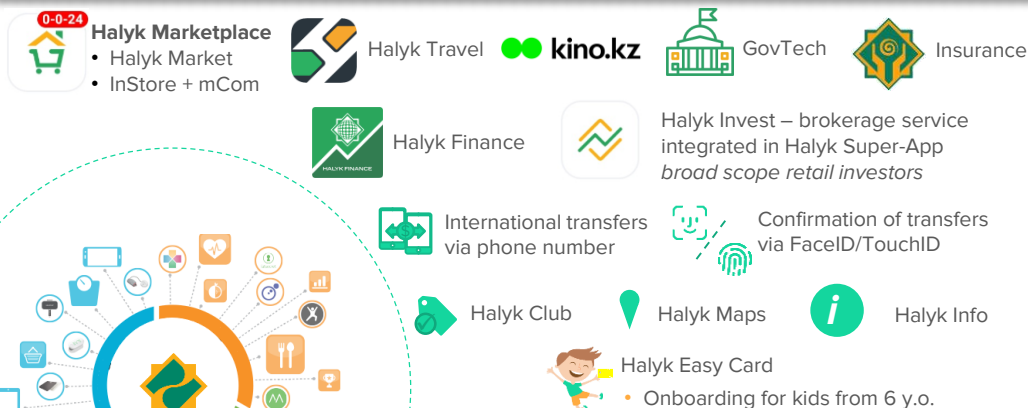 0-0-24
Halyk Marketplace
• Halyk Market
• InStore + mCom
Halyk Travel
kino.kz
GovTech
Insurance
HALYK FINANCE
Halyk Finance
Halyk Invest – brokerage service
integrated in Halyk Super-App
broad scope retail investors
International transfers
via phone number
Confirmation of transfers
via FaceID/TouchID
Halyk Club
Halyk Maps
i
Halyk Info
Halyk Easy Card
• Onboarding for kids from 6 y.o.